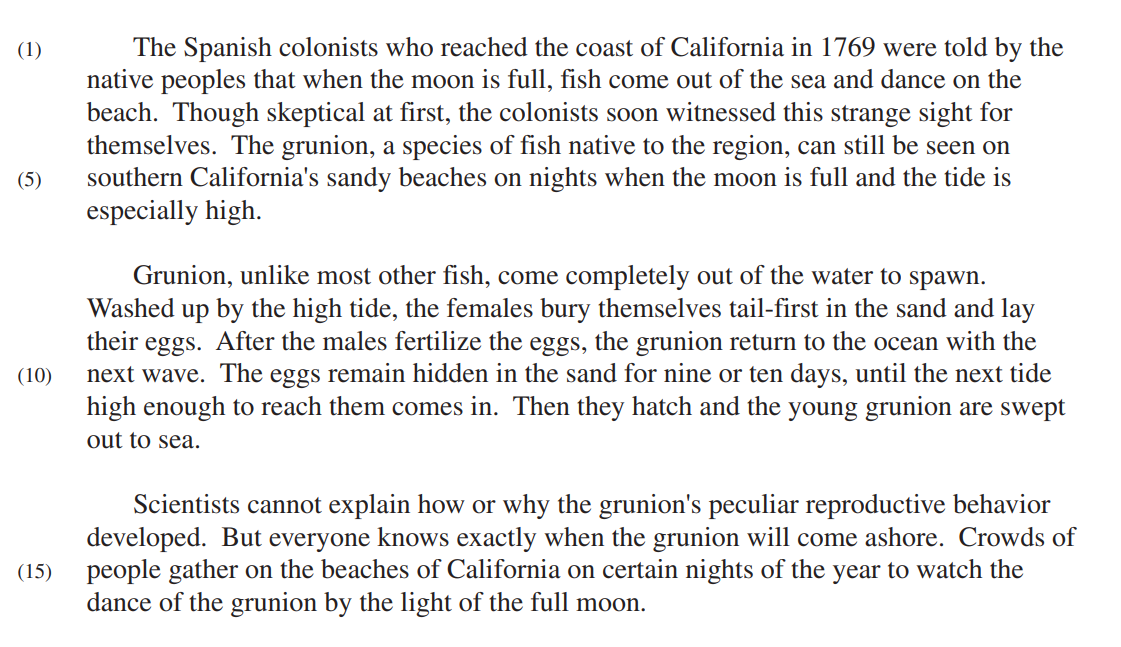 (1) The Spanish colonists who reached the coast of California in 1769 were told by the
native peoples that when the moon is full, fish come out of the sea and dance on the
beach.  Though skeptical at first, the colonists soon witnessed this strange sight for
themselves.  The grunion, a species of fish native to the region, can still be seen on
(5) southern California's sandy beaches on nights when the moon is full and the tide is
especially high.
Grunion, unlike most other fish, come completely out of the water to spawn.
Washed up by the high tide, the females bury themselves tail-first in the sand and lay
their eggs.  After the males fertilize the eggs, the grunion return to the ocean with the
(10) next wave.  The eggs remain hidden in the sand for nine or ten days, until the next tide
high enough to reach them comes in.  Then they hatch and the young grunion are swept
out to sea.
Scientists cannot explain how or why the grunion's peculiar reproductive behavior
developed.  But everyone knows exactly when the grunion will come ashore.  Crowds of
(15) people gather on the beaches of California on certain nights of the year to watch the
dance of the grunion by the light of the full moon.